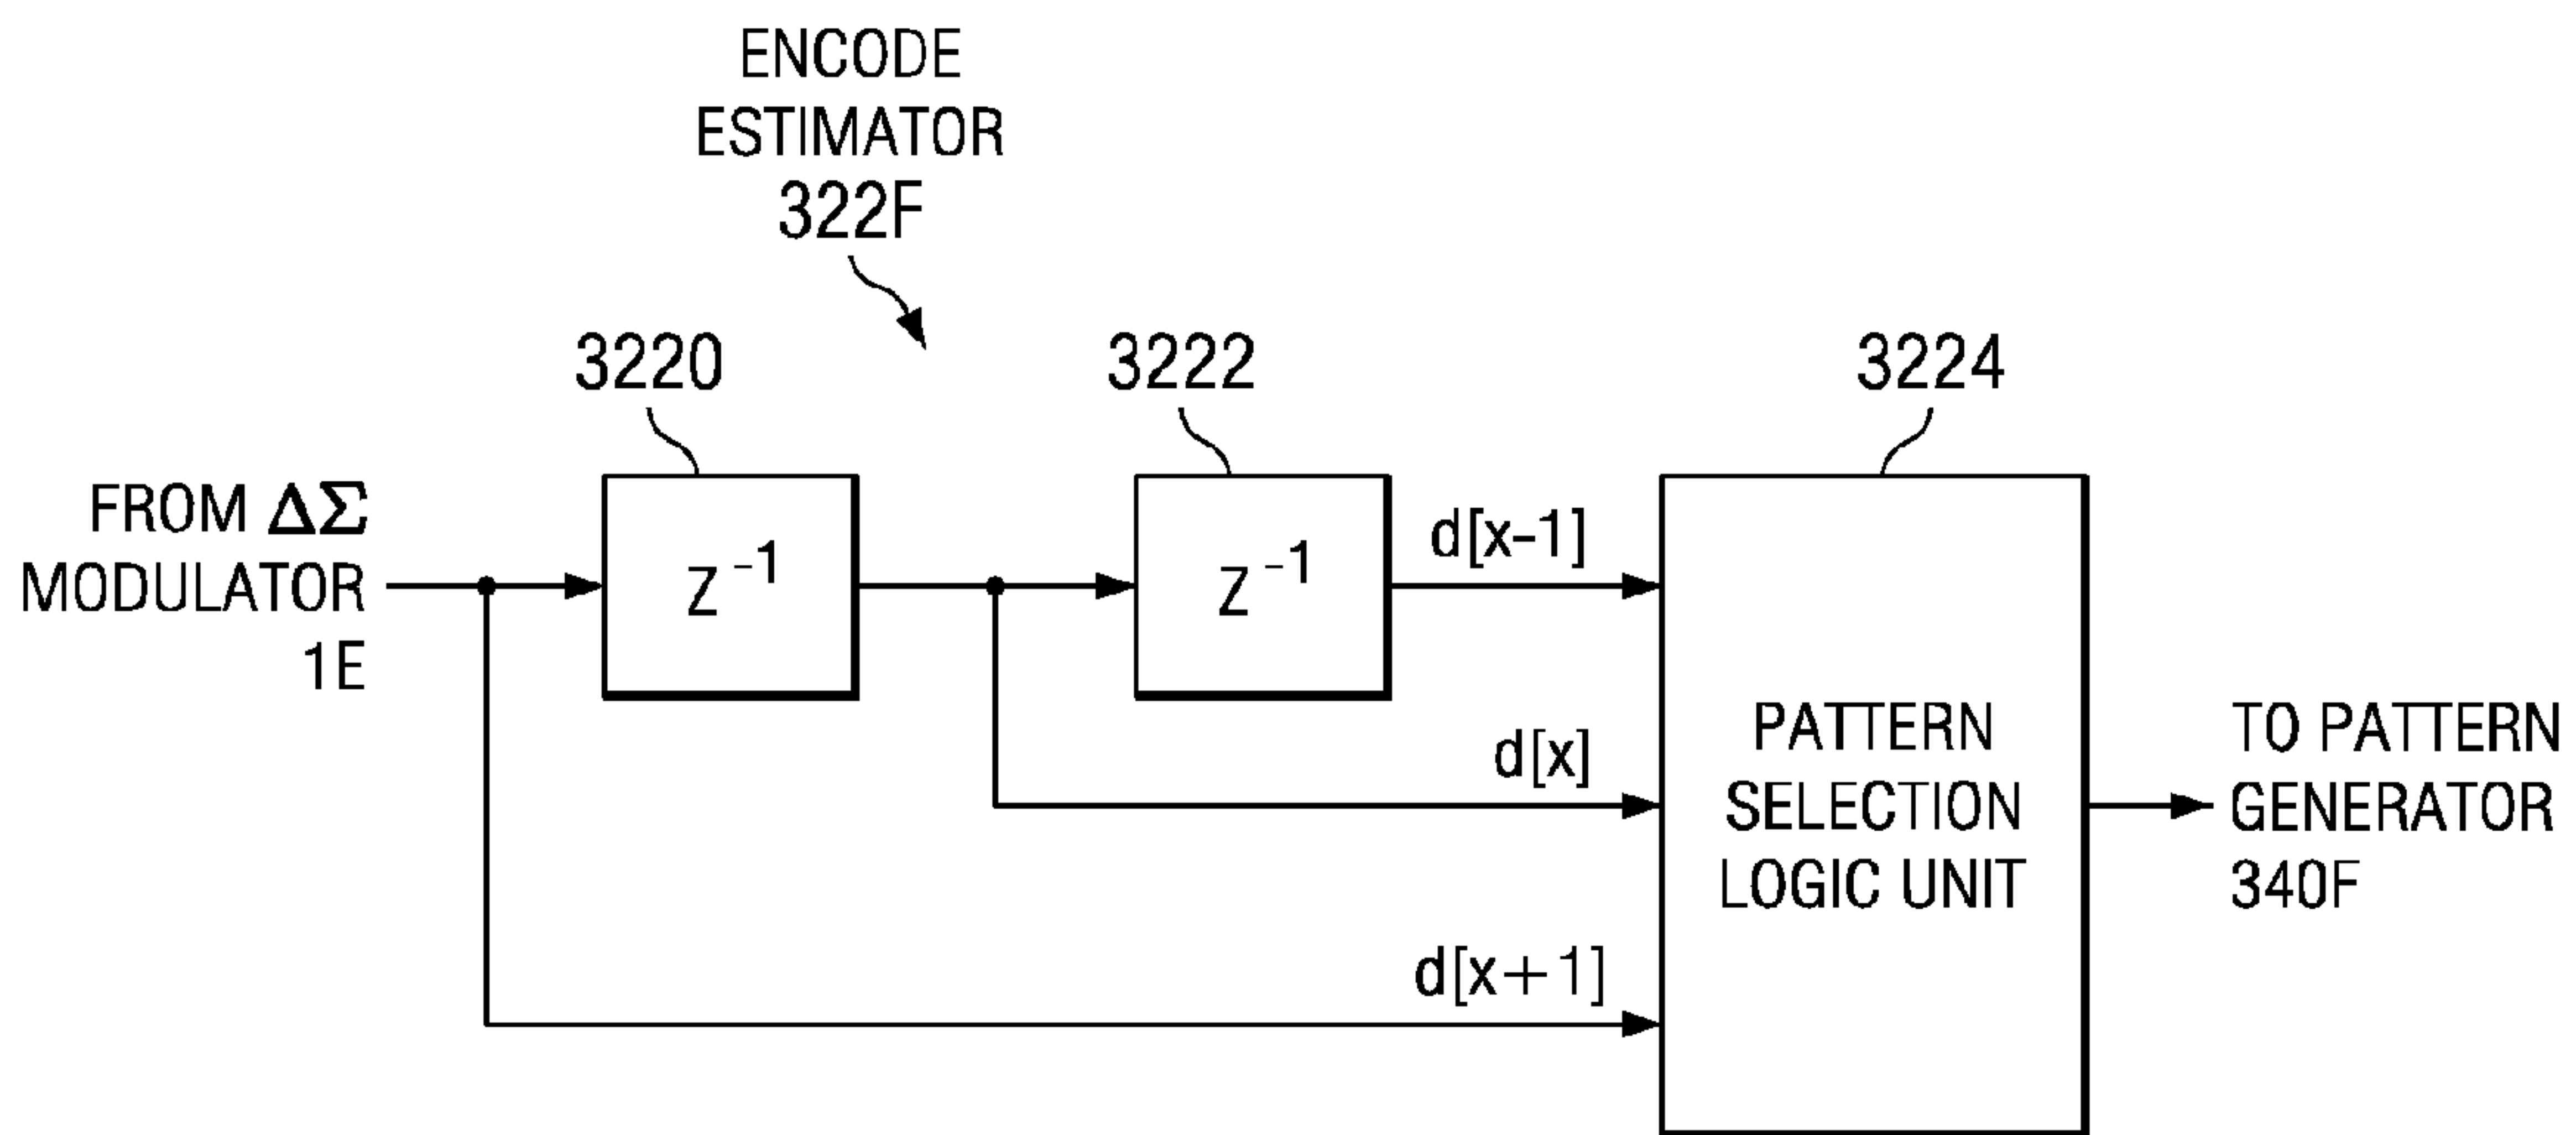 ENCODE
ESTIMATOR
322F
3220
3222
3224
FROM ΔΣ
MODULATOR
1E
Z⁻¹
Z⁻¹
d[x-1]
d[x]
d[x+1]
PATTERN
SELECTION
LOGIC UNIT
TO PATTERN
GENERATOR
340F